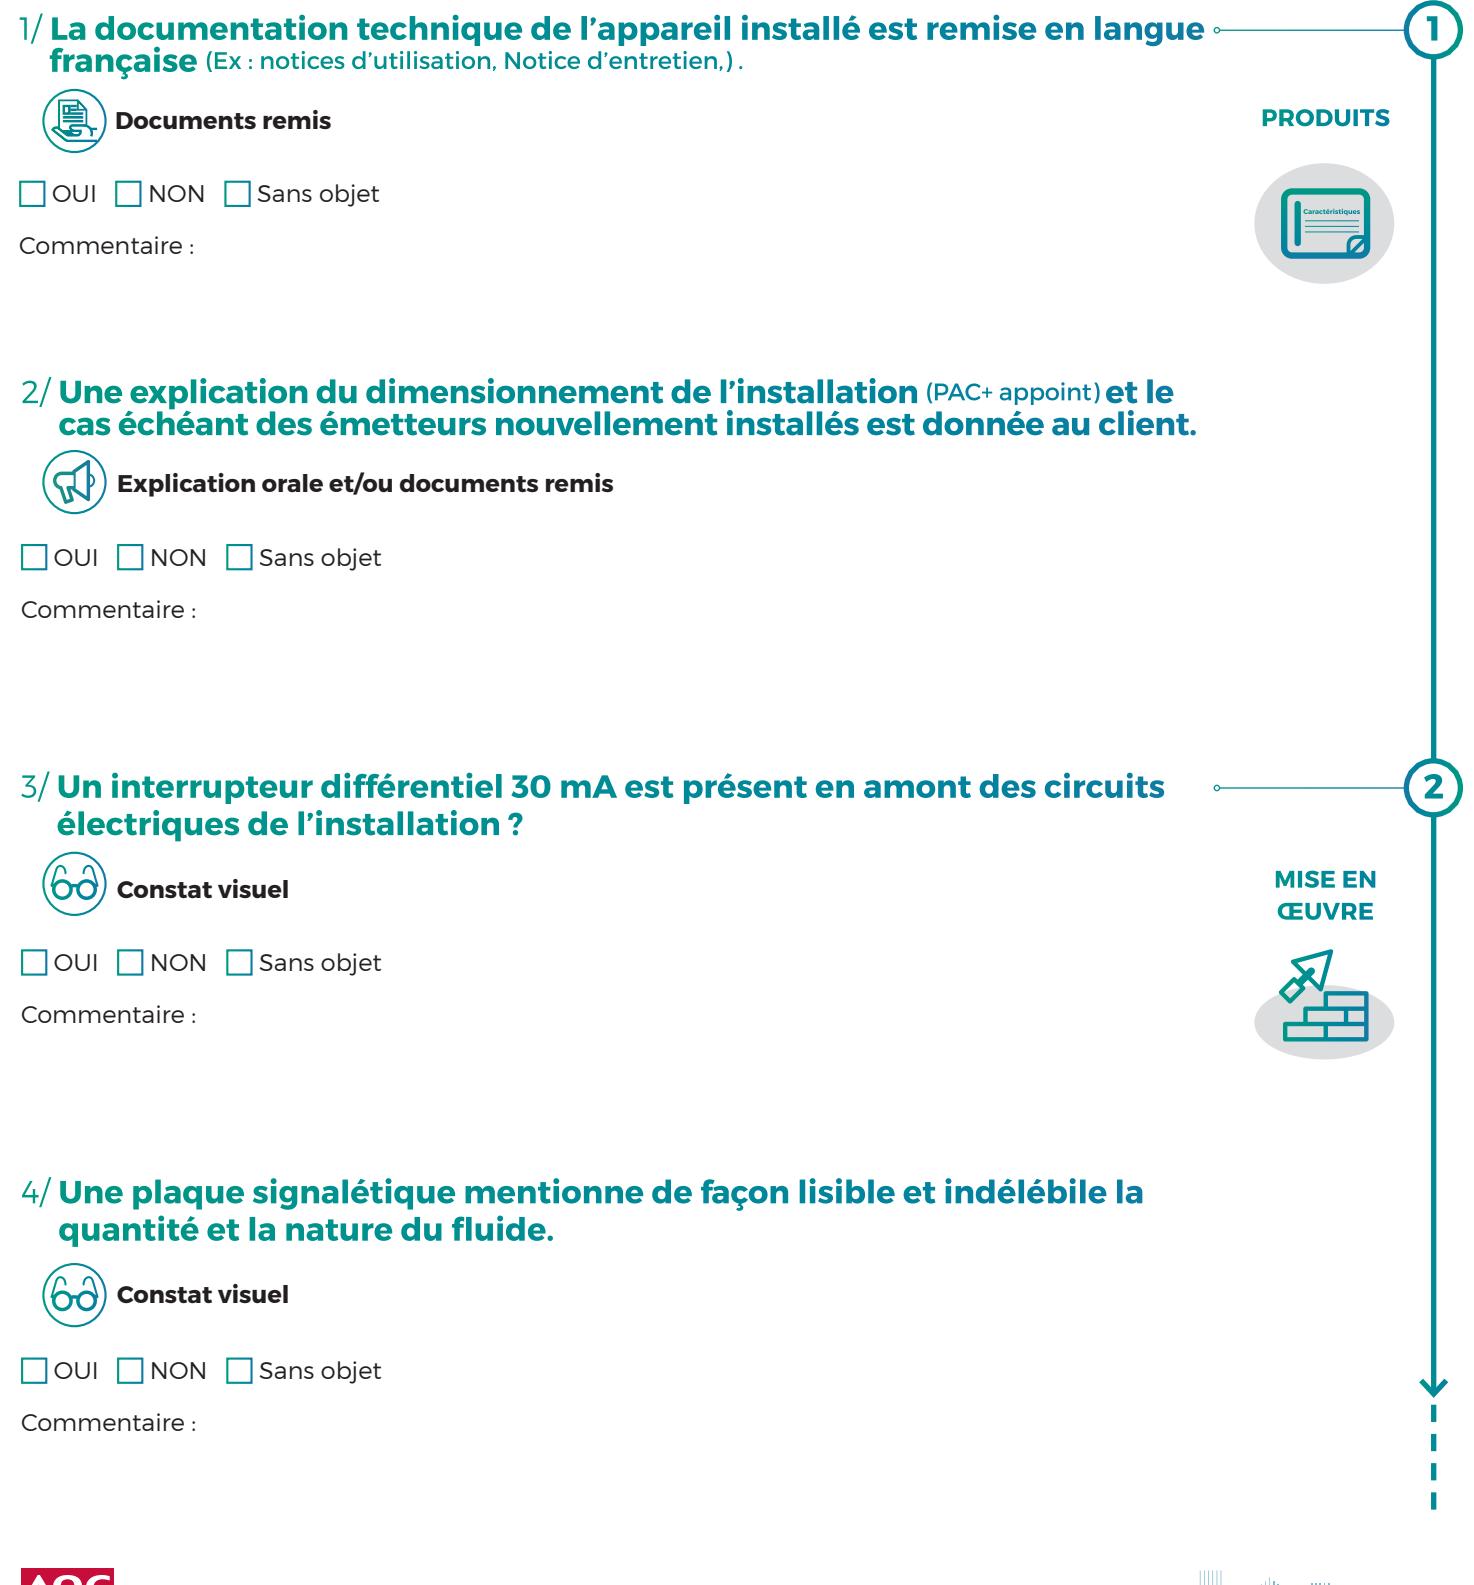 1/ La documentation technique de l'appareil installé est remise en langue
française (Ex : notices d'utilisation, Notice d'entretien,) .
1
Documents remis
PRODUITS
OUI NON Sans objet
Caractéristiques
Commentaire :
2/ Une explication du dimensionnement de l'installation (PAC+ appoint) et le
cas échéant des émetteurs nouvellement installés est donnée au client.
Explication orale et/ou documents remis
OUI NON Sans objet
Commentaire :
3/ Un interrupteur différentiel 30 mA est présent en amont des circuits
électriques de l'installation ?
2
Constat visuel
MISE EN
ŒUVRE
OUI NON Sans objet
Commentaire :
4/ Une plaque signalétique mentionne de façon lisible et indélébile la
quantité et la nature du fluide.
Constat visuel
OUI NON Sans objet
Commentaire :